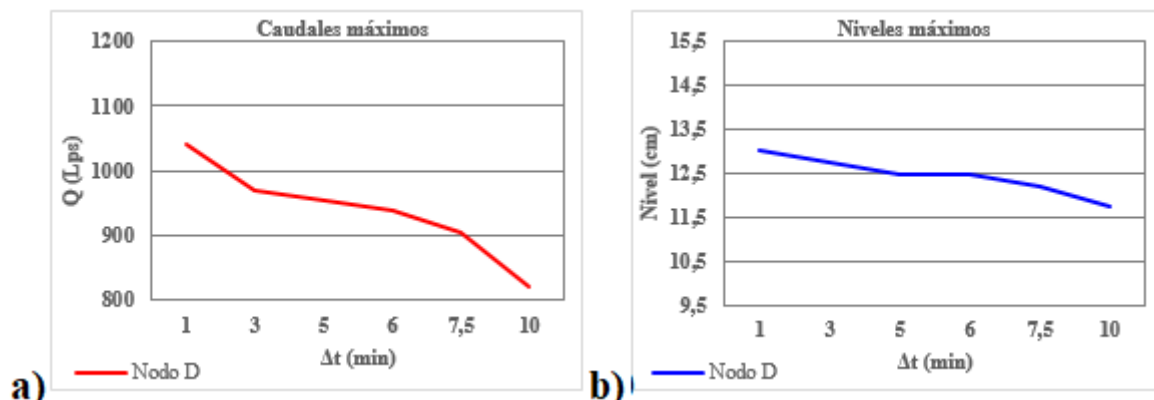 Caudales máximos
1200
1100
1000
900
800
Q (Lps)
1 3 5 6 7,5 10
Δt (min)
Nodo D
a)
Niveles máximos
15,5
14,5
13,5
12,5
11,5
10,5
9,5
Nivel (cm)
1 3 5 6 7,5 10
Δt (min)
Nodo D
b)